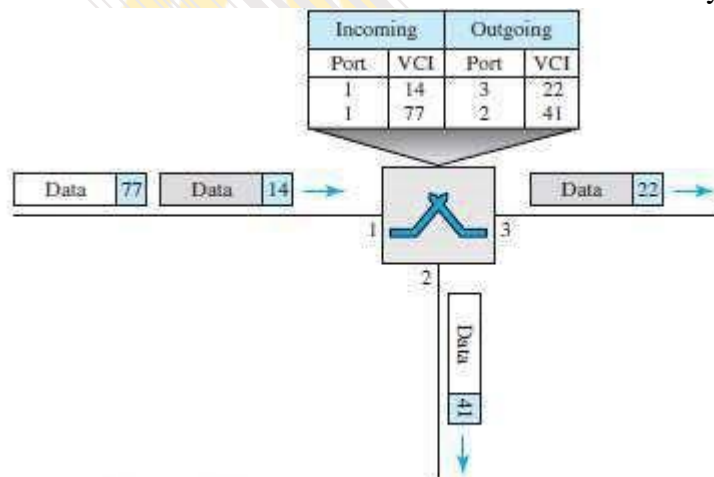 Incoming Outgoing
Port VCI Port VCI
1 14 3 22
1 77 2 41
Data 77 Data 14 Data 22
1 3
2
Data 41